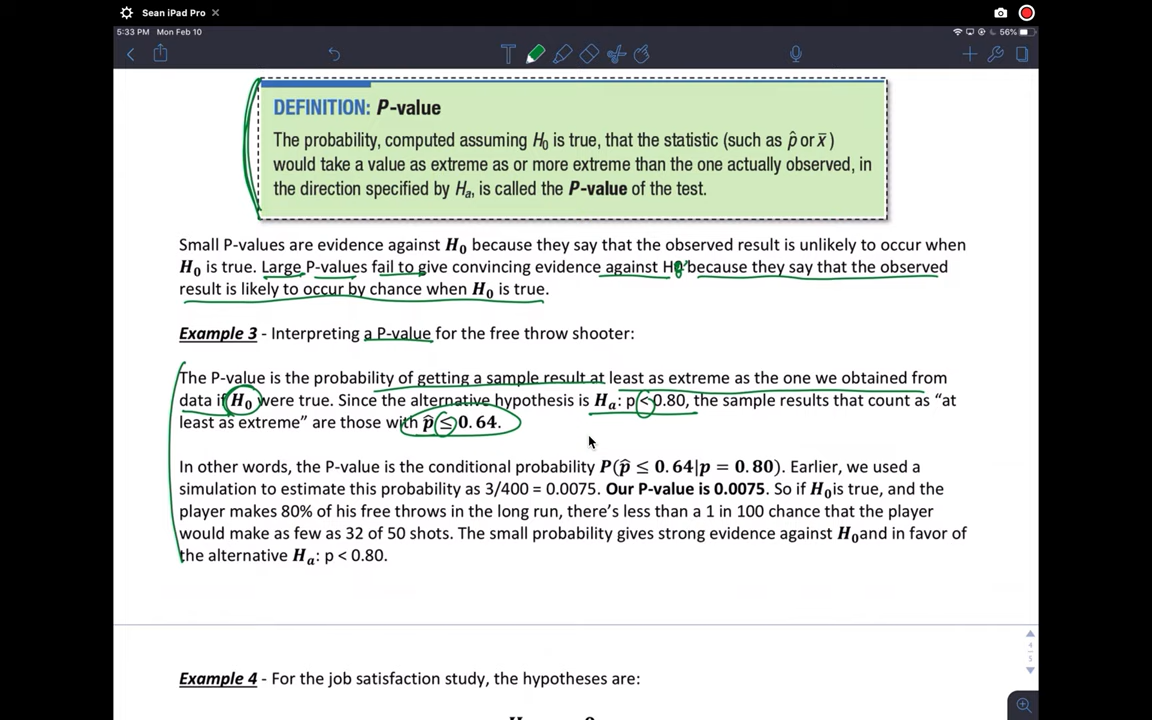 Sean iPad Pro ×
5:33 PM Mon Feb 10
56%
T
DEFINITION: P-value
The probability, computed assuming H₀ is true, that the statistic (such as p̂ or x̄)
would take a value as extreme as or more extreme than the one actually observed, in
the direction specified by Hₐ, is called the P-value of the test.
Small P-values are evidence against H₀ because they say that the observed result is unlikely to occur when
H₀ is true. Large P-values fail to give convincing evidence against H₀ because they say that the observed
result is likely to occur by chance when H₀ is true.
Example 3 - Interpreting a P-value for the free throw shooter:
The P-value is the probability of getting a sample result at least as extreme as the one we obtained from
data if H₀ were true. Since the alternative hypothesis is Hₐ: p < 0.80, the sample results that count as “at
least as extreme” are those with p̂ ≤ 0.64.
In other words, the P-value is the conditional probability P(p̂ ≤ 0.64|p = 0.80). Earlier, we used a
simulation to estimate this probability as 3/400 = 0.0075. Our P-value is 0.0075. So if H₀is true, and the
player makes 80% of his free throws in the long run, there’s less than a 1 in 100 chance that the player
would make as few as 32 of 50 shots. The small probability gives strong evidence against H₀and in favor of
the alternative Hₐ: p < 0.80.
4
5
Example 4 - For the job satisfaction study, the hypotheses are: